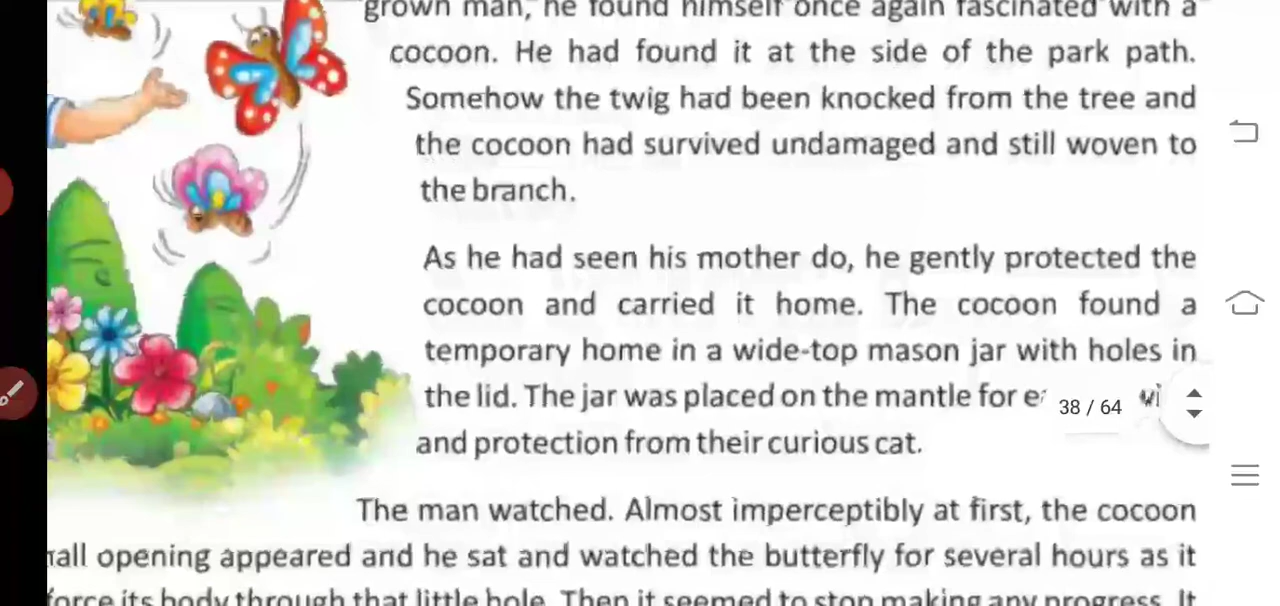 grown man, he found himself once again fascinated with a
cocoon. He had found it at the side of the park path.
Somehow the twig had been knocked from the tree and
the cocoon had survived undamaged and still woven to
the branch.
As he had seen his mother do, he gently protected the
cocoon and carried it home. The cocoon found a
temporary home in a wide-top mason jar with holes in
the lid. The jar was placed on the mantle for
38 / 64
and protection from their curious cat.
The man watched. Almost imperceptibly at first, the cocoon
opening appeared and he sat and watched the butterfly for several hours as it
force its body through that little hole. Then it seemed to stop making any progress. It